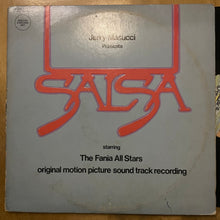 Jerry Masucci
Presents
SALSA
starring
The Fania All Stars
original motion picture sound track recording